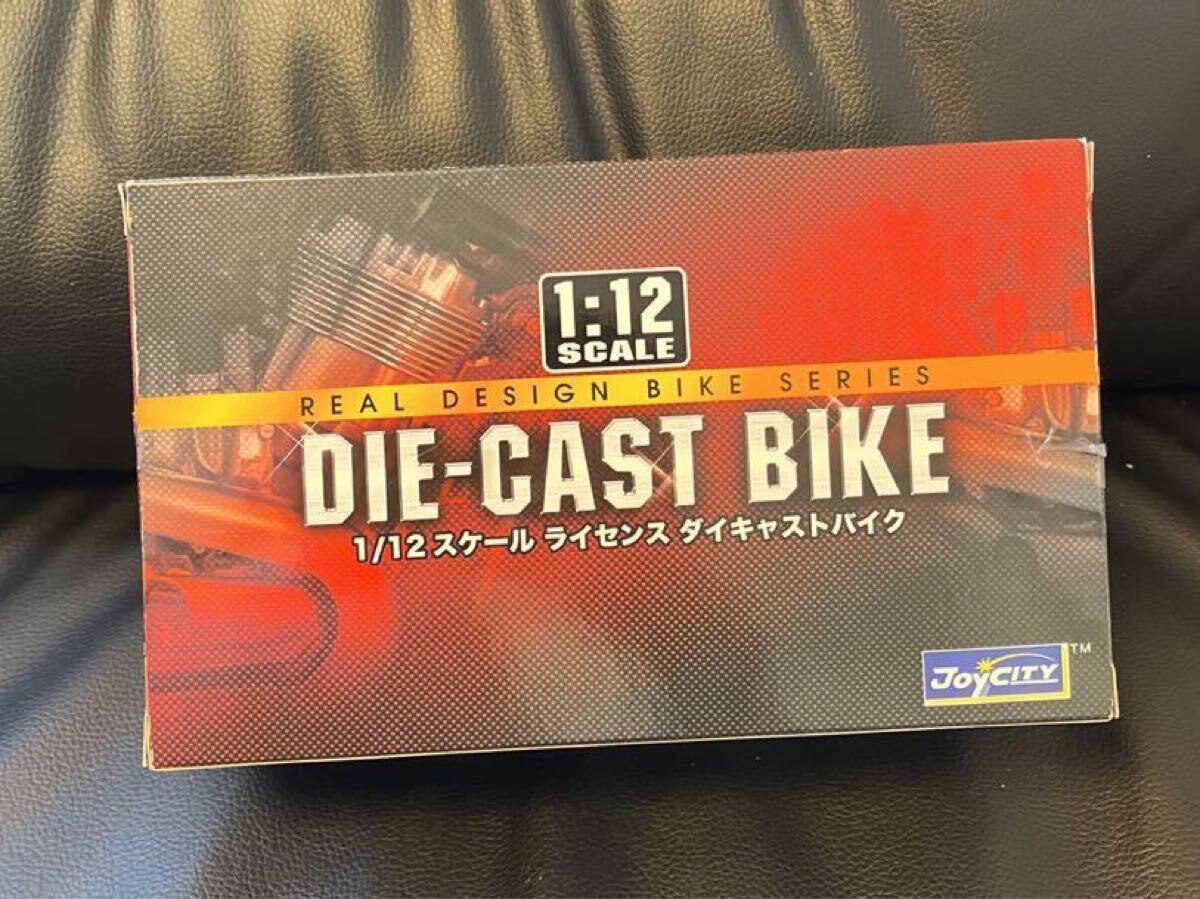 1:12
SCALE
REAL DESIGN BIKE SERIES
DIE-CAST BIKE
1/12スケール ライセンス ダイキャストバイク
JOYCITY TM